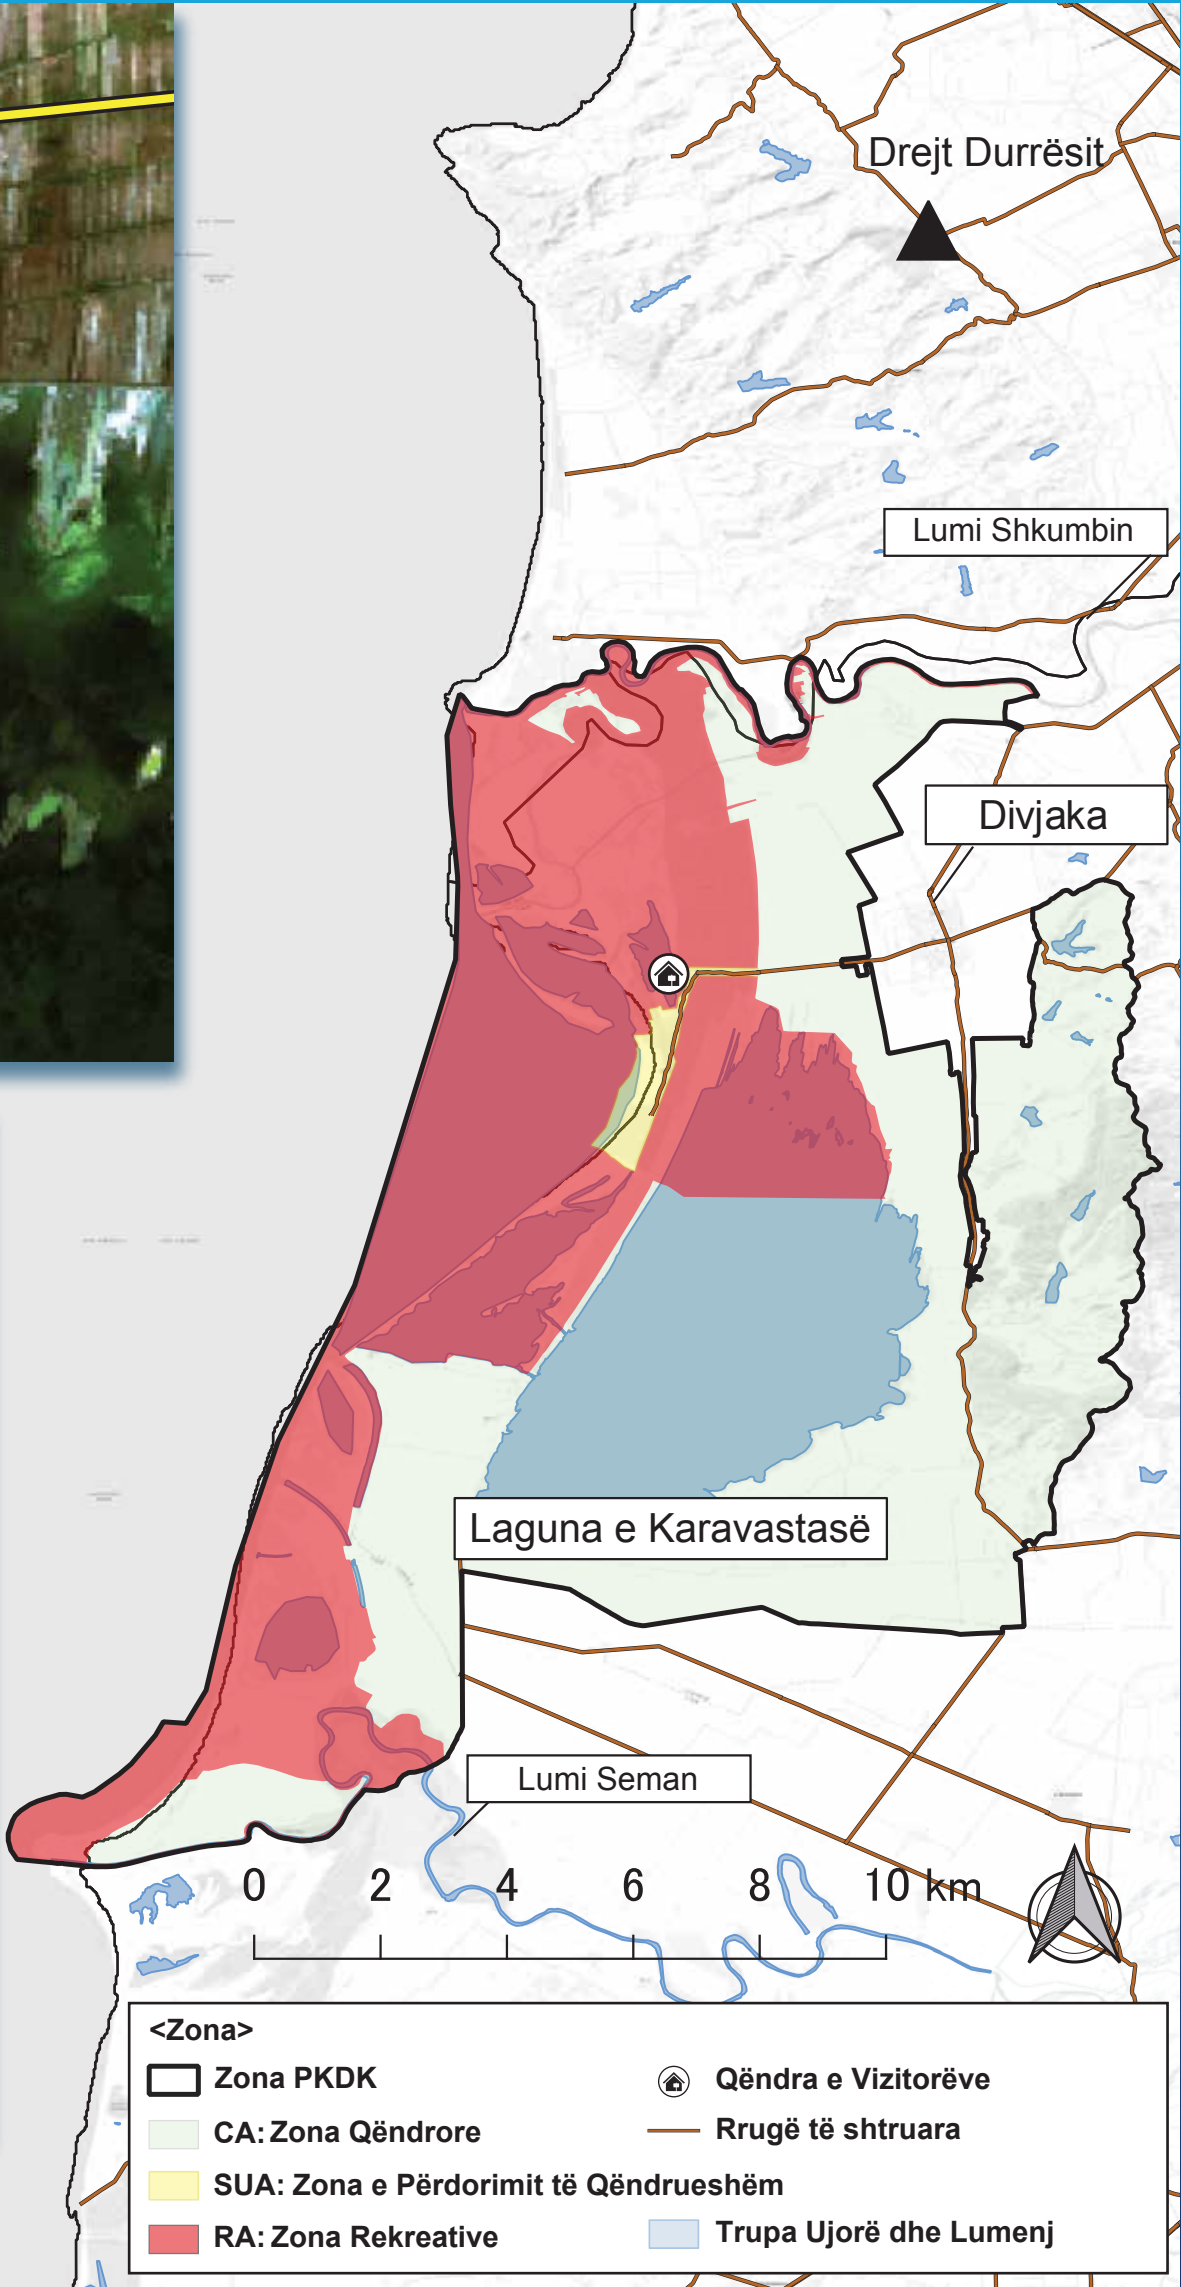 Drejt Durrësit
Lumi Shkumbin
Divjaka
Laguna e Karavastasë
Lumi Seman
0 2 4 6 8 10 km
<Zona>
Zona PKDK
Qëndra e Vizitorëve
CA: Zona Qëndrore
Rrugë të shtruara
SUA: Zona e Përdorimit të Qëndrueshëm
RA: Zona Rekreative
Trupa Ujorë dhe Lumenj